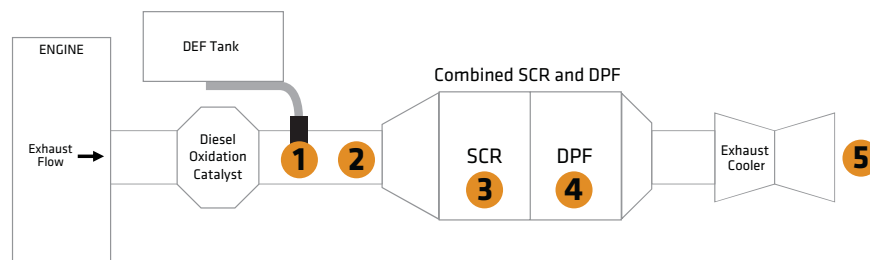 ENGINE
DEF Tank
Combined SCR and DPF
Exhaust
Flow
Diesel
Oxidation
Catalyst
1
2
SCR
3
DPF
4
Exhaust
Cooler
5